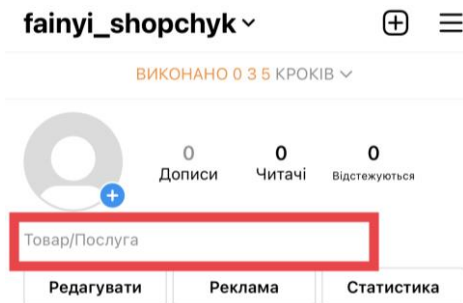 fainyi_shopchyk
ВИКОНАНО 0 З 5 КРОКІВ
0 0 0
Дописи Читачі Відстежуються
Товар/Послуга
Редагувати Реклама Статистика